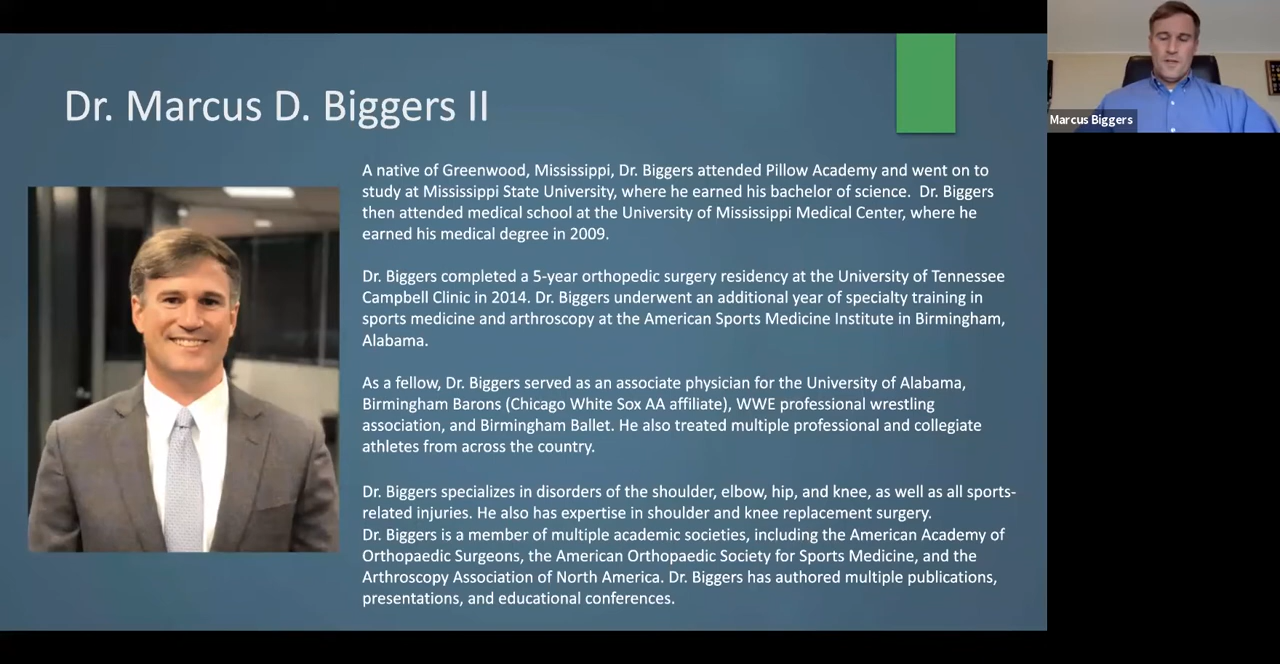 Dr. Marcus D. Biggers II
A native of Greenwood, Mississippi, Dr. Biggers attended Pillow Academy and went on to
study at Mississippi State University, where he earned his bachelor of science.  Dr. Biggers
then attended medical school at the University of Mississippi Medical Center, where he
earned his medical degree in 2009.
Dr. Biggers completed a 5-year orthopedic surgery residency at the University of Tennessee
Campbell Clinic in 2014. Dr. Biggers underwent an additional year of specialty training in
sports medicine and arthroscopy at the American Sports Medicine Institute in Birmingham,
Alabama.
As a fellow, Dr. Biggers served as an associate physician for the University of Alabama,
Birmingham Barons (Chicago White Sox AA affiliate), WWE professional wrestling
association, and Birmingham Ballet. He also treated multiple professional and collegiate
athletes from across the country.
Dr. Biggers specializes in disorders of the shoulder, elbow, hip, and knee, as well as all sports-
related injuries. He also has expertise in shoulder and knee replacement surgery.
Dr. Biggers is a member of multiple academic societies, including the American Academy of
Orthopaedic Surgeons, the American Orthopaedic Society for Sports Medicine, and the
Arthroscopy Association of North America. Dr. Biggers has authored multiple publications,
presentations, and educational conferences.
Marcus Biggers